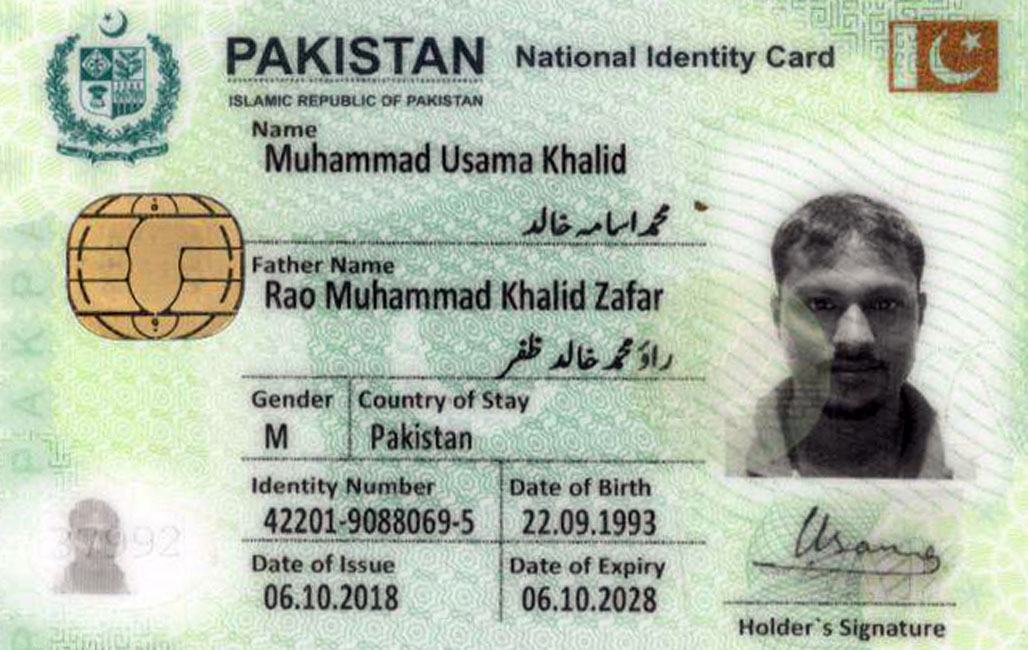 PAKISTAN National Identity Card
ISLAMIC REPUBLIC OF PAKISTAN
Name
Muhammad Usama Khalid
محمد اسامہ خالد
Father Name
Rao Muhammad Khalid Zafar
راؤ محمد خالد ظفر
Gender Country of Stay
M Pakistan
Identity Number Date of Birth
42201-9088069-5 22.09.1993
Date of Issue Date of Expiry
06.10.2018 06.10.2028
37992
Usama
Holder`s Signature